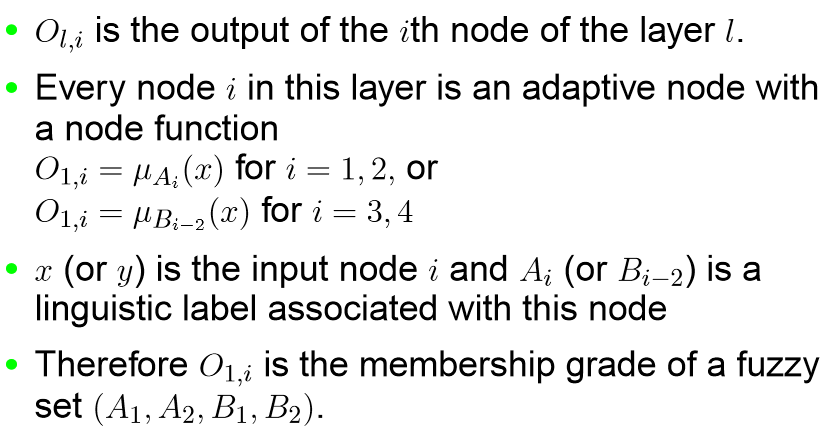 • $O_{l,i}$ is the output of the $i$th node of the layer $l$.
• Every node $i$ in this layer is an adaptive node with
a node function
$O_{1,i} = \mu_{A_i}(x)$ for $i = 1, 2,$ or
$O_{1,i} = \mu_{B_{i-2}}(x)$ for $i = 3, 4$
• $x$ (or $y$) is the input node $i$ and $A_i$ (or $B_{i-2}$) is a
linguistic label associated with this node
• Therefore $O_{1,i}$ is the membership grade of a fuzzy
set $(A_1, A_2, B_1, B_2)$.